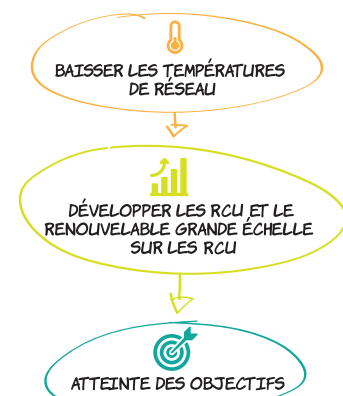 BAISSER LES TEMPÉRATURES
DE RÉSEAU
DÉVELOPPER LES RCU ET LE
RENOUVELABLE GRANDE ÉCHELLE
SUR LES RCU
ATTEINTE DES OBJECTIFS